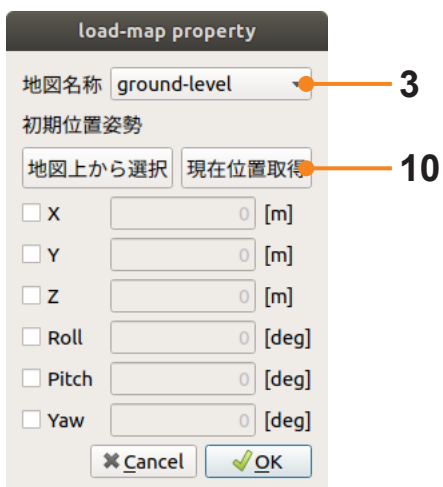 load-map property
地図名称 ground-level 3
初期位置姿勢
地図上から選択 現在位置取得 10
X 0 [m]
Y 0 [m]
Z 0 [m]
Roll 0 [deg]
Pitch 0 [deg]
Yaw 0 [deg]
Cancel OK